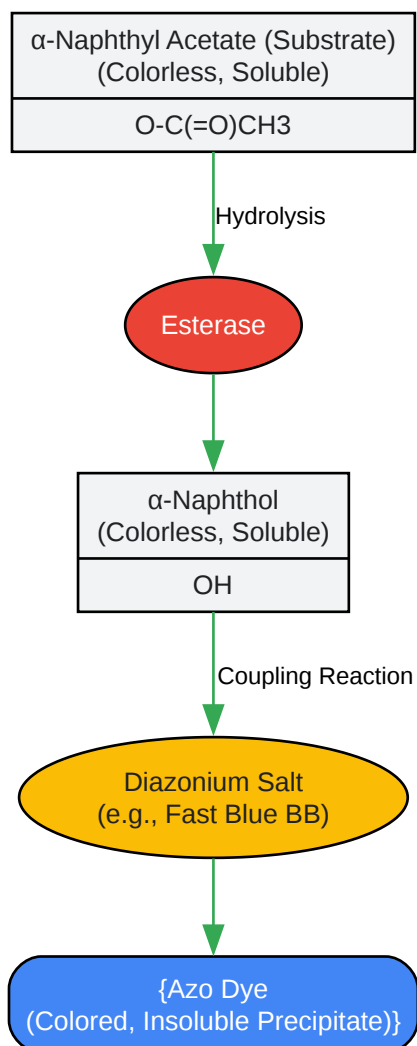 α-Naphthyl Acetate (Substrate)
(Colorless, Soluble)
O-C(=O)CH3
Hydrolysis
Esterase
α-Naphthol
(Colorless, Soluble)
OH
Coupling Reaction
Diazonium Salt
(e.g., Fast Blue BB)
{Azo Dye
(Colored, Insoluble Precipitate)}